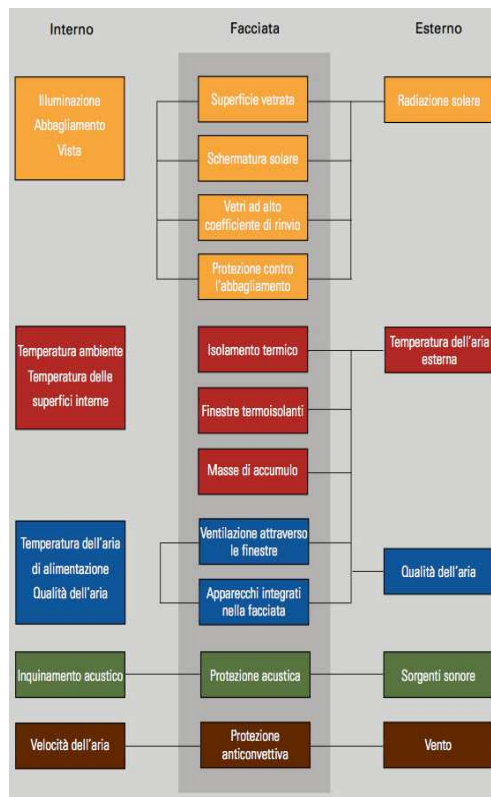 Interno
Facciata
Esterno
Illuminazione
Abbagliamento
Vista
Superficie vetrata
Radiazione solare
Schermatura solare
Vetri ad alto
coefficiente di rinvio
Protezione contro
l'abbagliamento
Temperatura ambiente
Temperatura delle
superfici interne
Isolamento termico
Temperatura dell'aria
esterna
Finestre termoisolanti
Masse di accumulo
Temperatura dell'aria
di alimentazione
Qualità dell'aria
Ventilazione attraverso
le finestre
Apparecchi integrati
nella facciata
Qualità dell'aria
Inquinamento acustico
Protezione acustica
Sorgenti sonore
Velocità dell'aria
Protezione
anticonvettiva
Vento